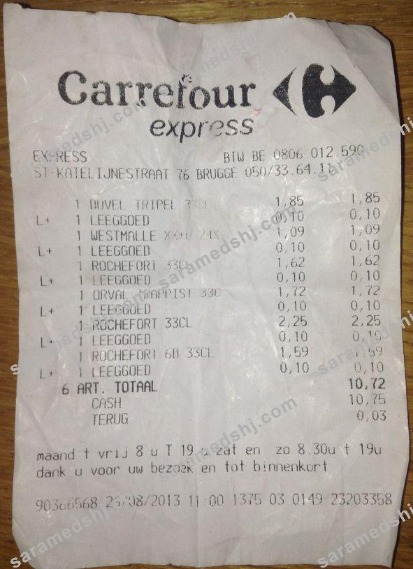 Carrefour
express
EXPRESS BTW BE 0806 012.590
ST-KATELIJNESTRAAT 76 BRUGGE 050/33.64.11
1 DUVEL TRIPEL 1,85 1,85
L+ 1 LEEGGOED 0,10 0,10
1 WESTMALLE 1,09 1,09
L+ 1 LEEGGOED 0,10 0,10
1 ROCHEFORT 33CL 1,62 1,62
L+ 1 LEEGGOED 0,10 0,10
1 ORVAL TRAPPIST 33C 1,72 1,72
L+ 1 LEEGGOED 0,10 0,10
1 ROCHEFORT 33CL 2,25 2,25
L+ 1 LEEGGOED 0,10 0,10
1 ROCHEFORT 6B 33CL 1,59 1,59
L+ 1 LEEGGOED 0,10 0,10
6 ART. TOTAAL 10,72
CASH 10,75
TERUG 0,03
maand t vrij 8 u T 19 u zat en zo 8.30u t 19u
dank u voor uw bezoek en tot binnenkort
/08/2013 11:00 1375 03 0149 23203358
saramedshj.com